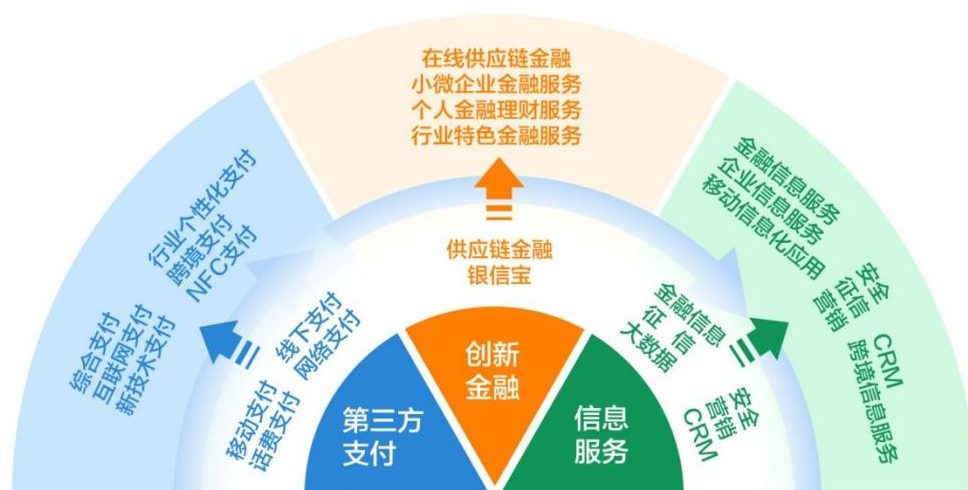 在线供应链金融
小微企业金融服务
个人金融理财服务
行业特色金融服务
行业个性化支付
跨境支付
NFC支付
综合支付
互联网支付
新技术支付
金融信息服务
企业信息服务
移动信息化应用
安全
征信
营销
CRM
跨境信息服务
供应链金融
银信宝
线下支付
网络支付
移动支付
话费支付
金融信息
征 信
大数据
安全
营销
CRM
第三方
支付
创新
金融
信息
服务